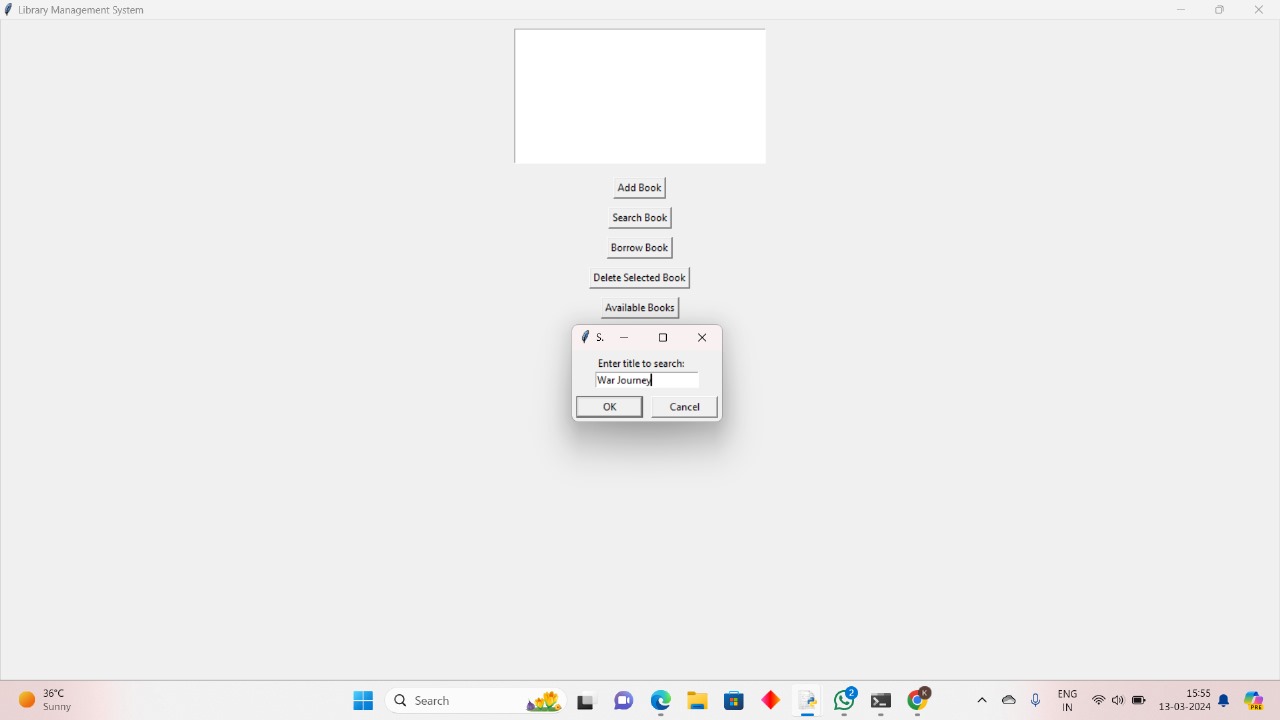 Library Management System
Add Book
Search Book
Borrow Book
Delete Selected Book
Available Books
S.
Enter title to search:
War Journey
OK Cancel
36°C
Sunny
Search
2
K
ENG
IN
15:55
13-03-2024
PRE